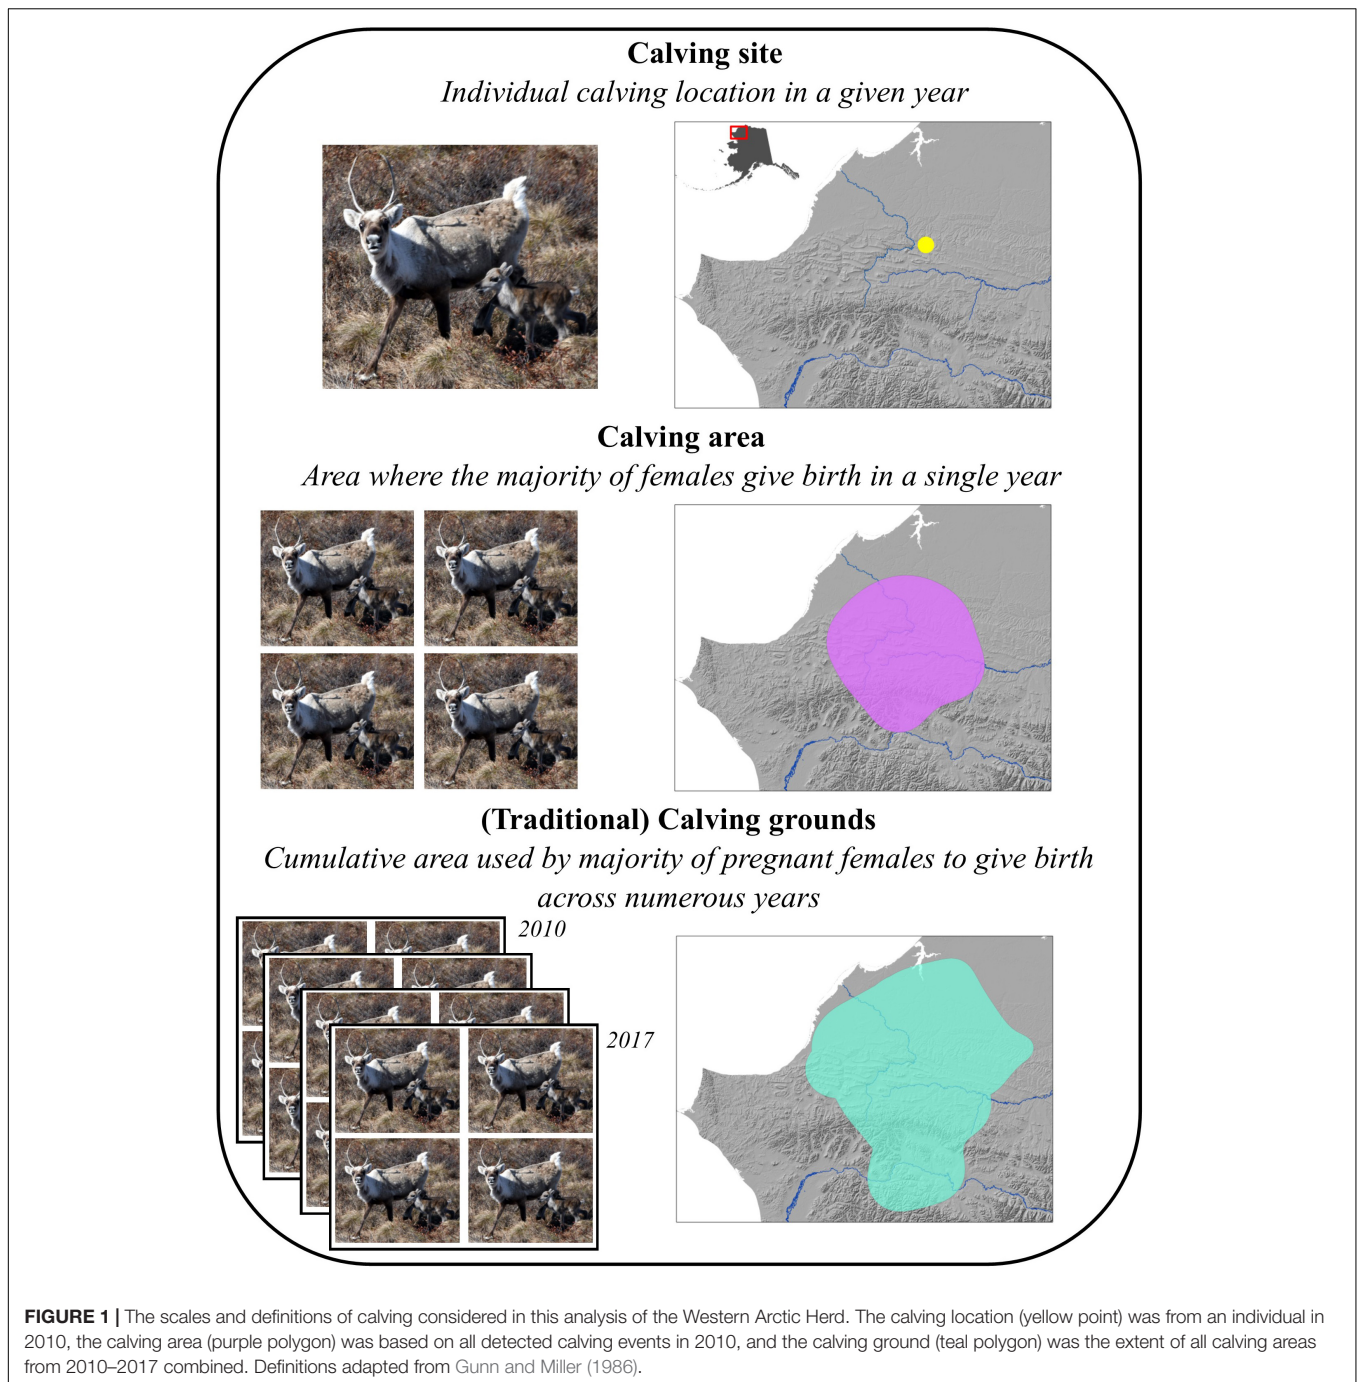 Calving site
Individual calving location in a given year
Calving area
Area where the majority of females give birth in a single year
(Traditional) Calving grounds
Cumulative area used by majority of pregnant females to give birth
across numerous years
2010
2017
FIGURE 1 | The scales and definitions of calving considered in this analysis of the Western Arctic Herd. The calving location (yellow point) was from an individual in
2010, the calving area (purple polygon) was based on all detected calving events in 2010, and the calving ground (teal polygon) was the extent of all calving areas
from 2010–2017 combined. Definitions adapted from Gunn and Miller (1986).